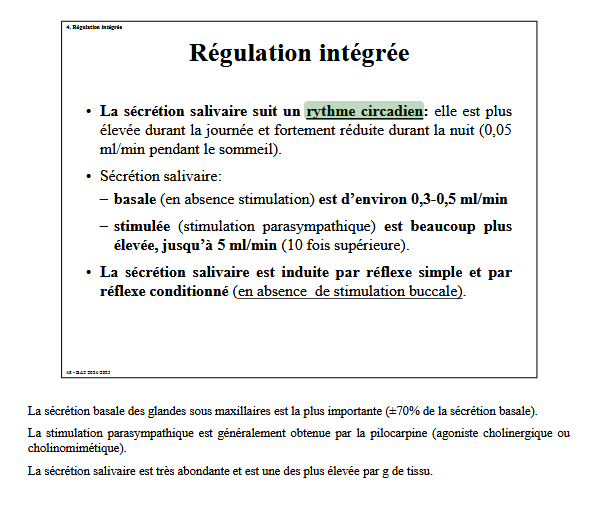 4. Régulation intégrée
Régulation intégrée
• La sécrétion salivaire suit un rythme circadien: elle est plus
élevée durant la journée et fortement réduite durant la nuit (0,05
ml/min pendant le sommeil).
• Sécrétion salivaire:
– basale (en absence stimulation) est d’environ 0,3-0,5 ml/min
– stimulée (stimulation parasympathique) est beaucoup plus
élevée, jusqu’à 5 ml/min (10 fois supérieure).
• La sécrétion salivaire est induite par réflexe simple et par
réflexe conditionné (en absence de stimulation buccale).
La sécrétion basale des glandes sous maxillaires est la plus importante (±70% de la sécrétion basale).
La stimulation parasympathique est généralement obtenue par la pilocarpine (agoniste cholinergique ou
cholinomimétique).
La sécrétion salivaire est très abondante et est une des plus élevée par g de tissu.